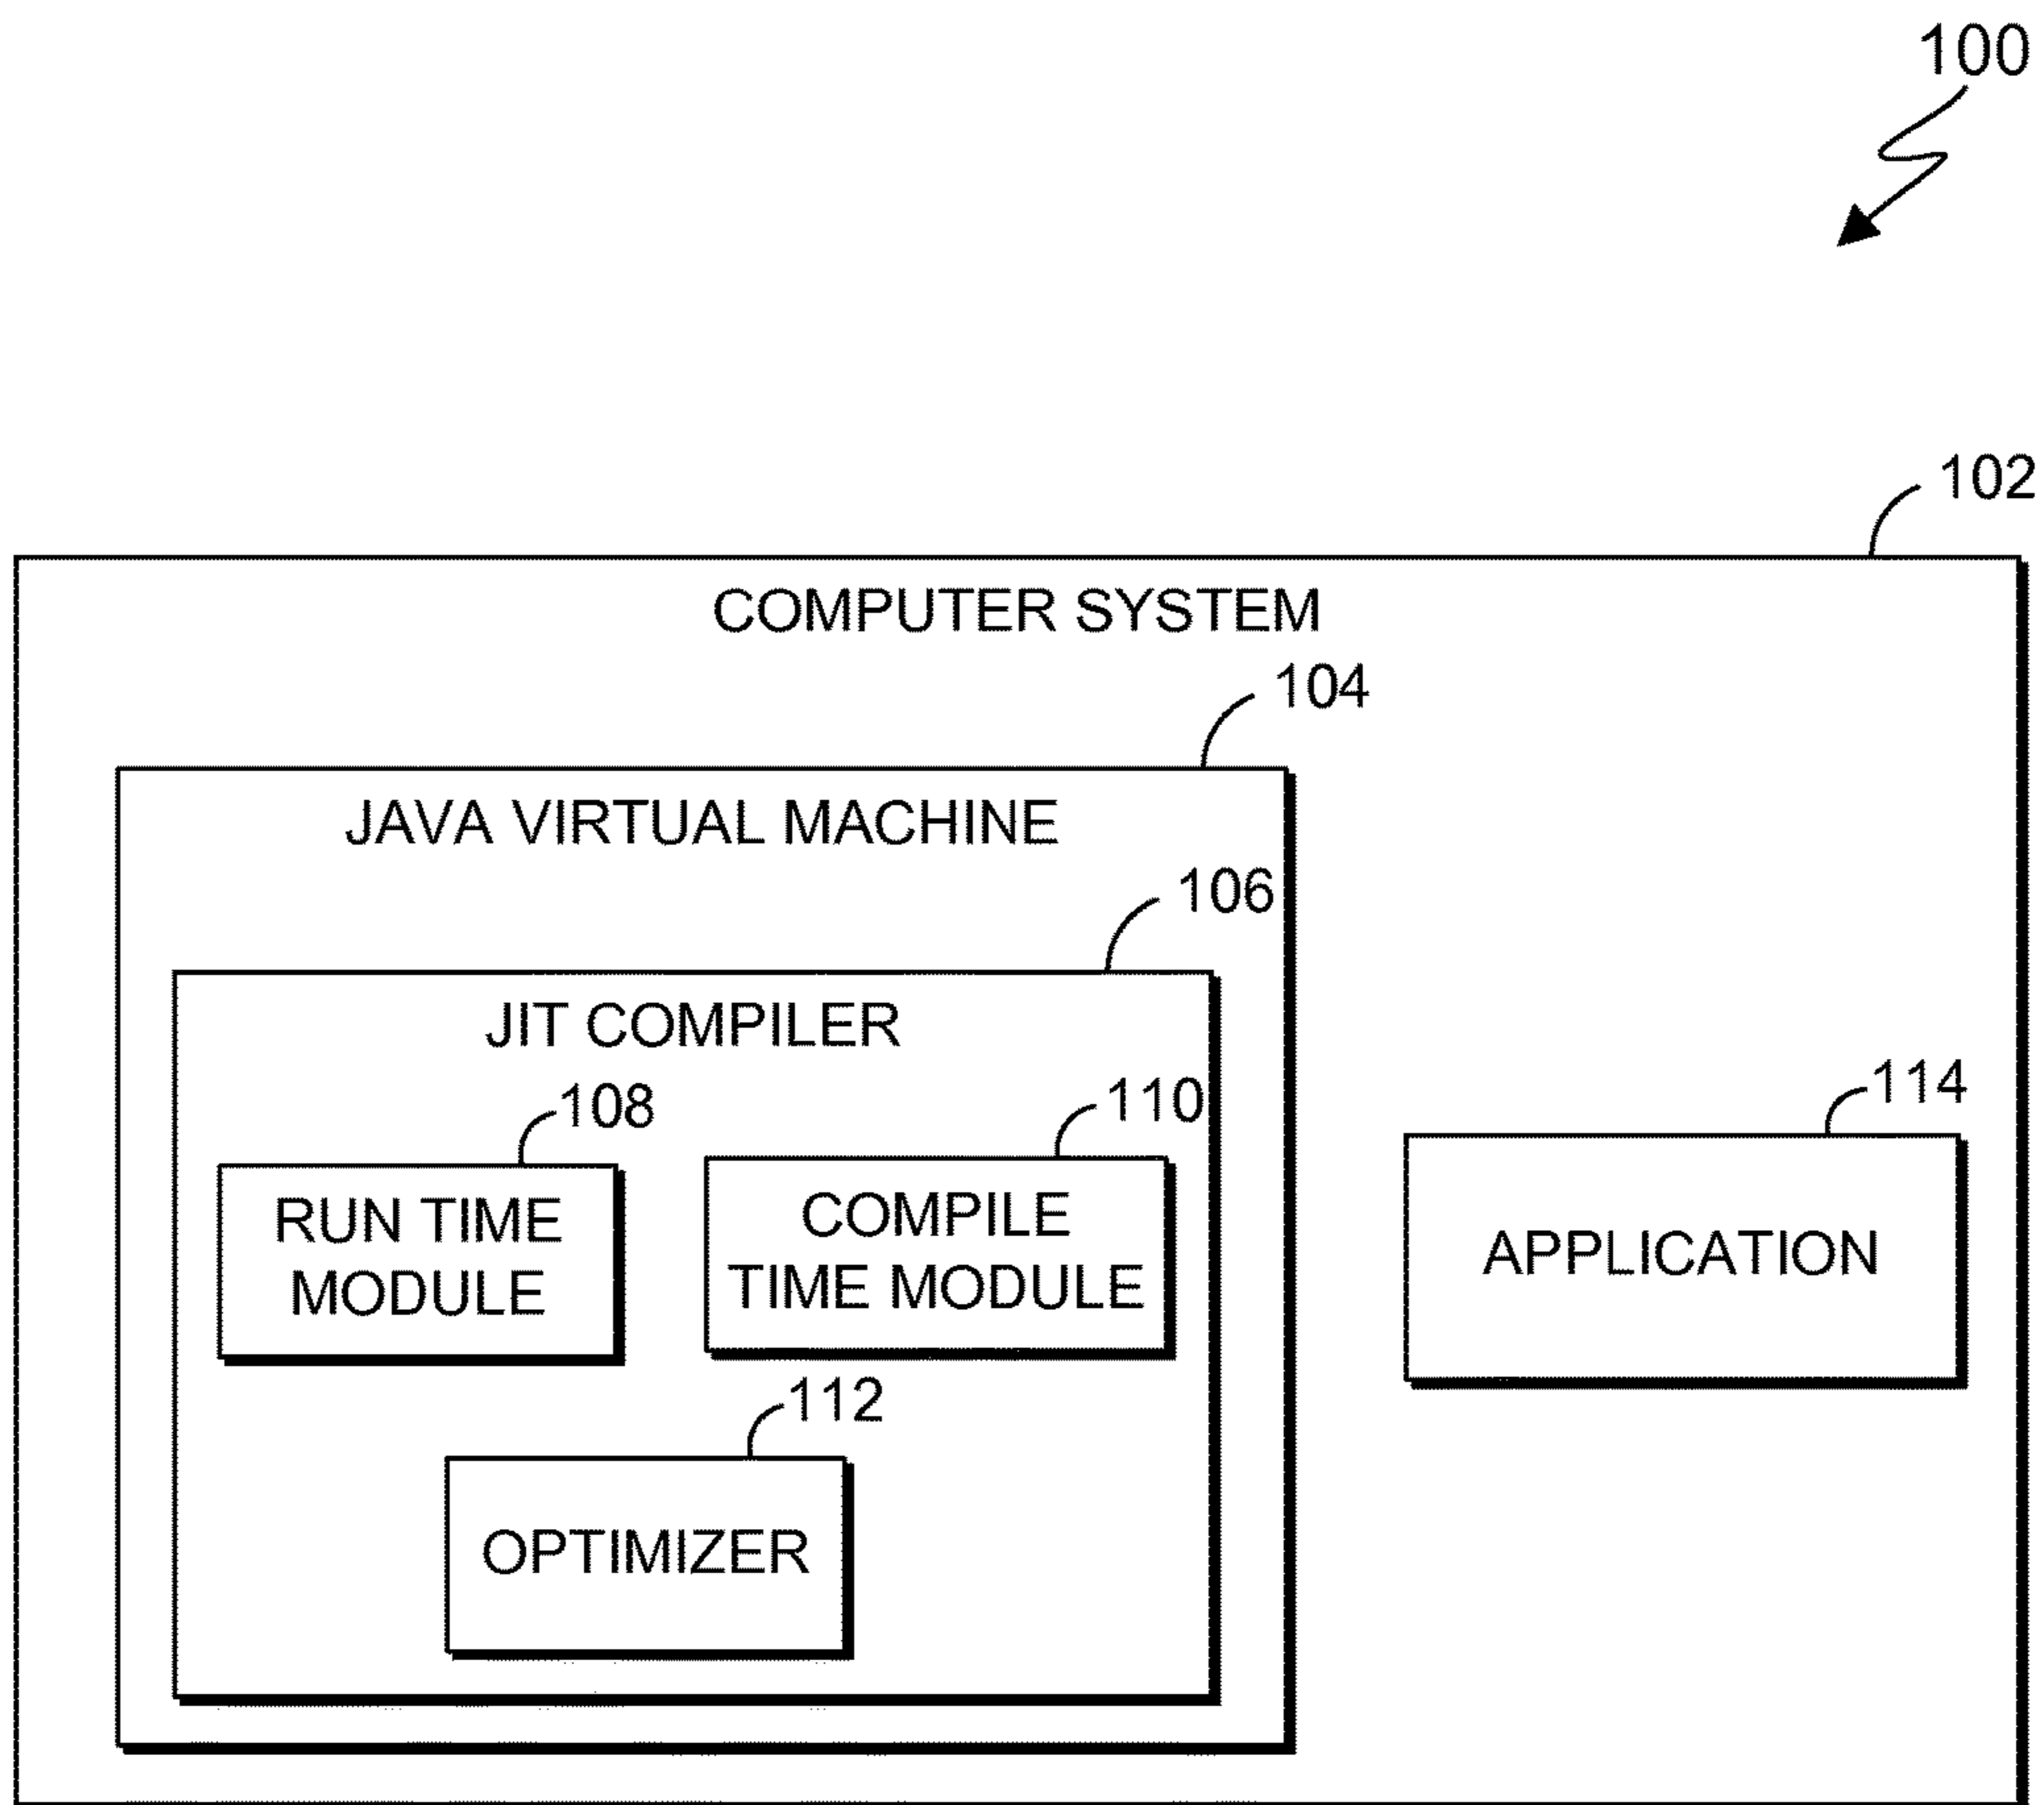 100
102
COMPUTER SYSTEM
104
JAVA VIRTUAL MACHINE
106
JIT COMPILER
108
110
114
RUN TIME
MODULE
COMPILE
TIME MODULE
APPLICATION
112
OPTIMIZER